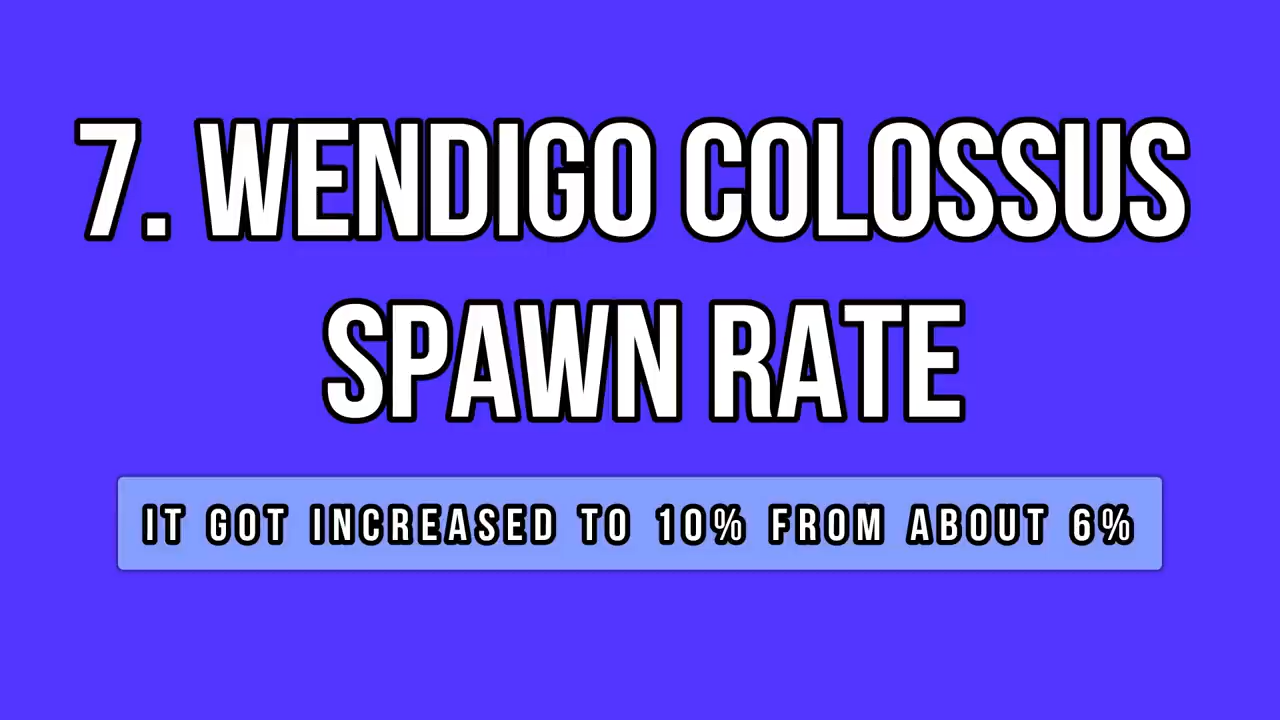 7. WENDIGO COLOSSUS
SPAWN RATE
IT GOT INCREASED TO 10% FROM ABOUT 6%